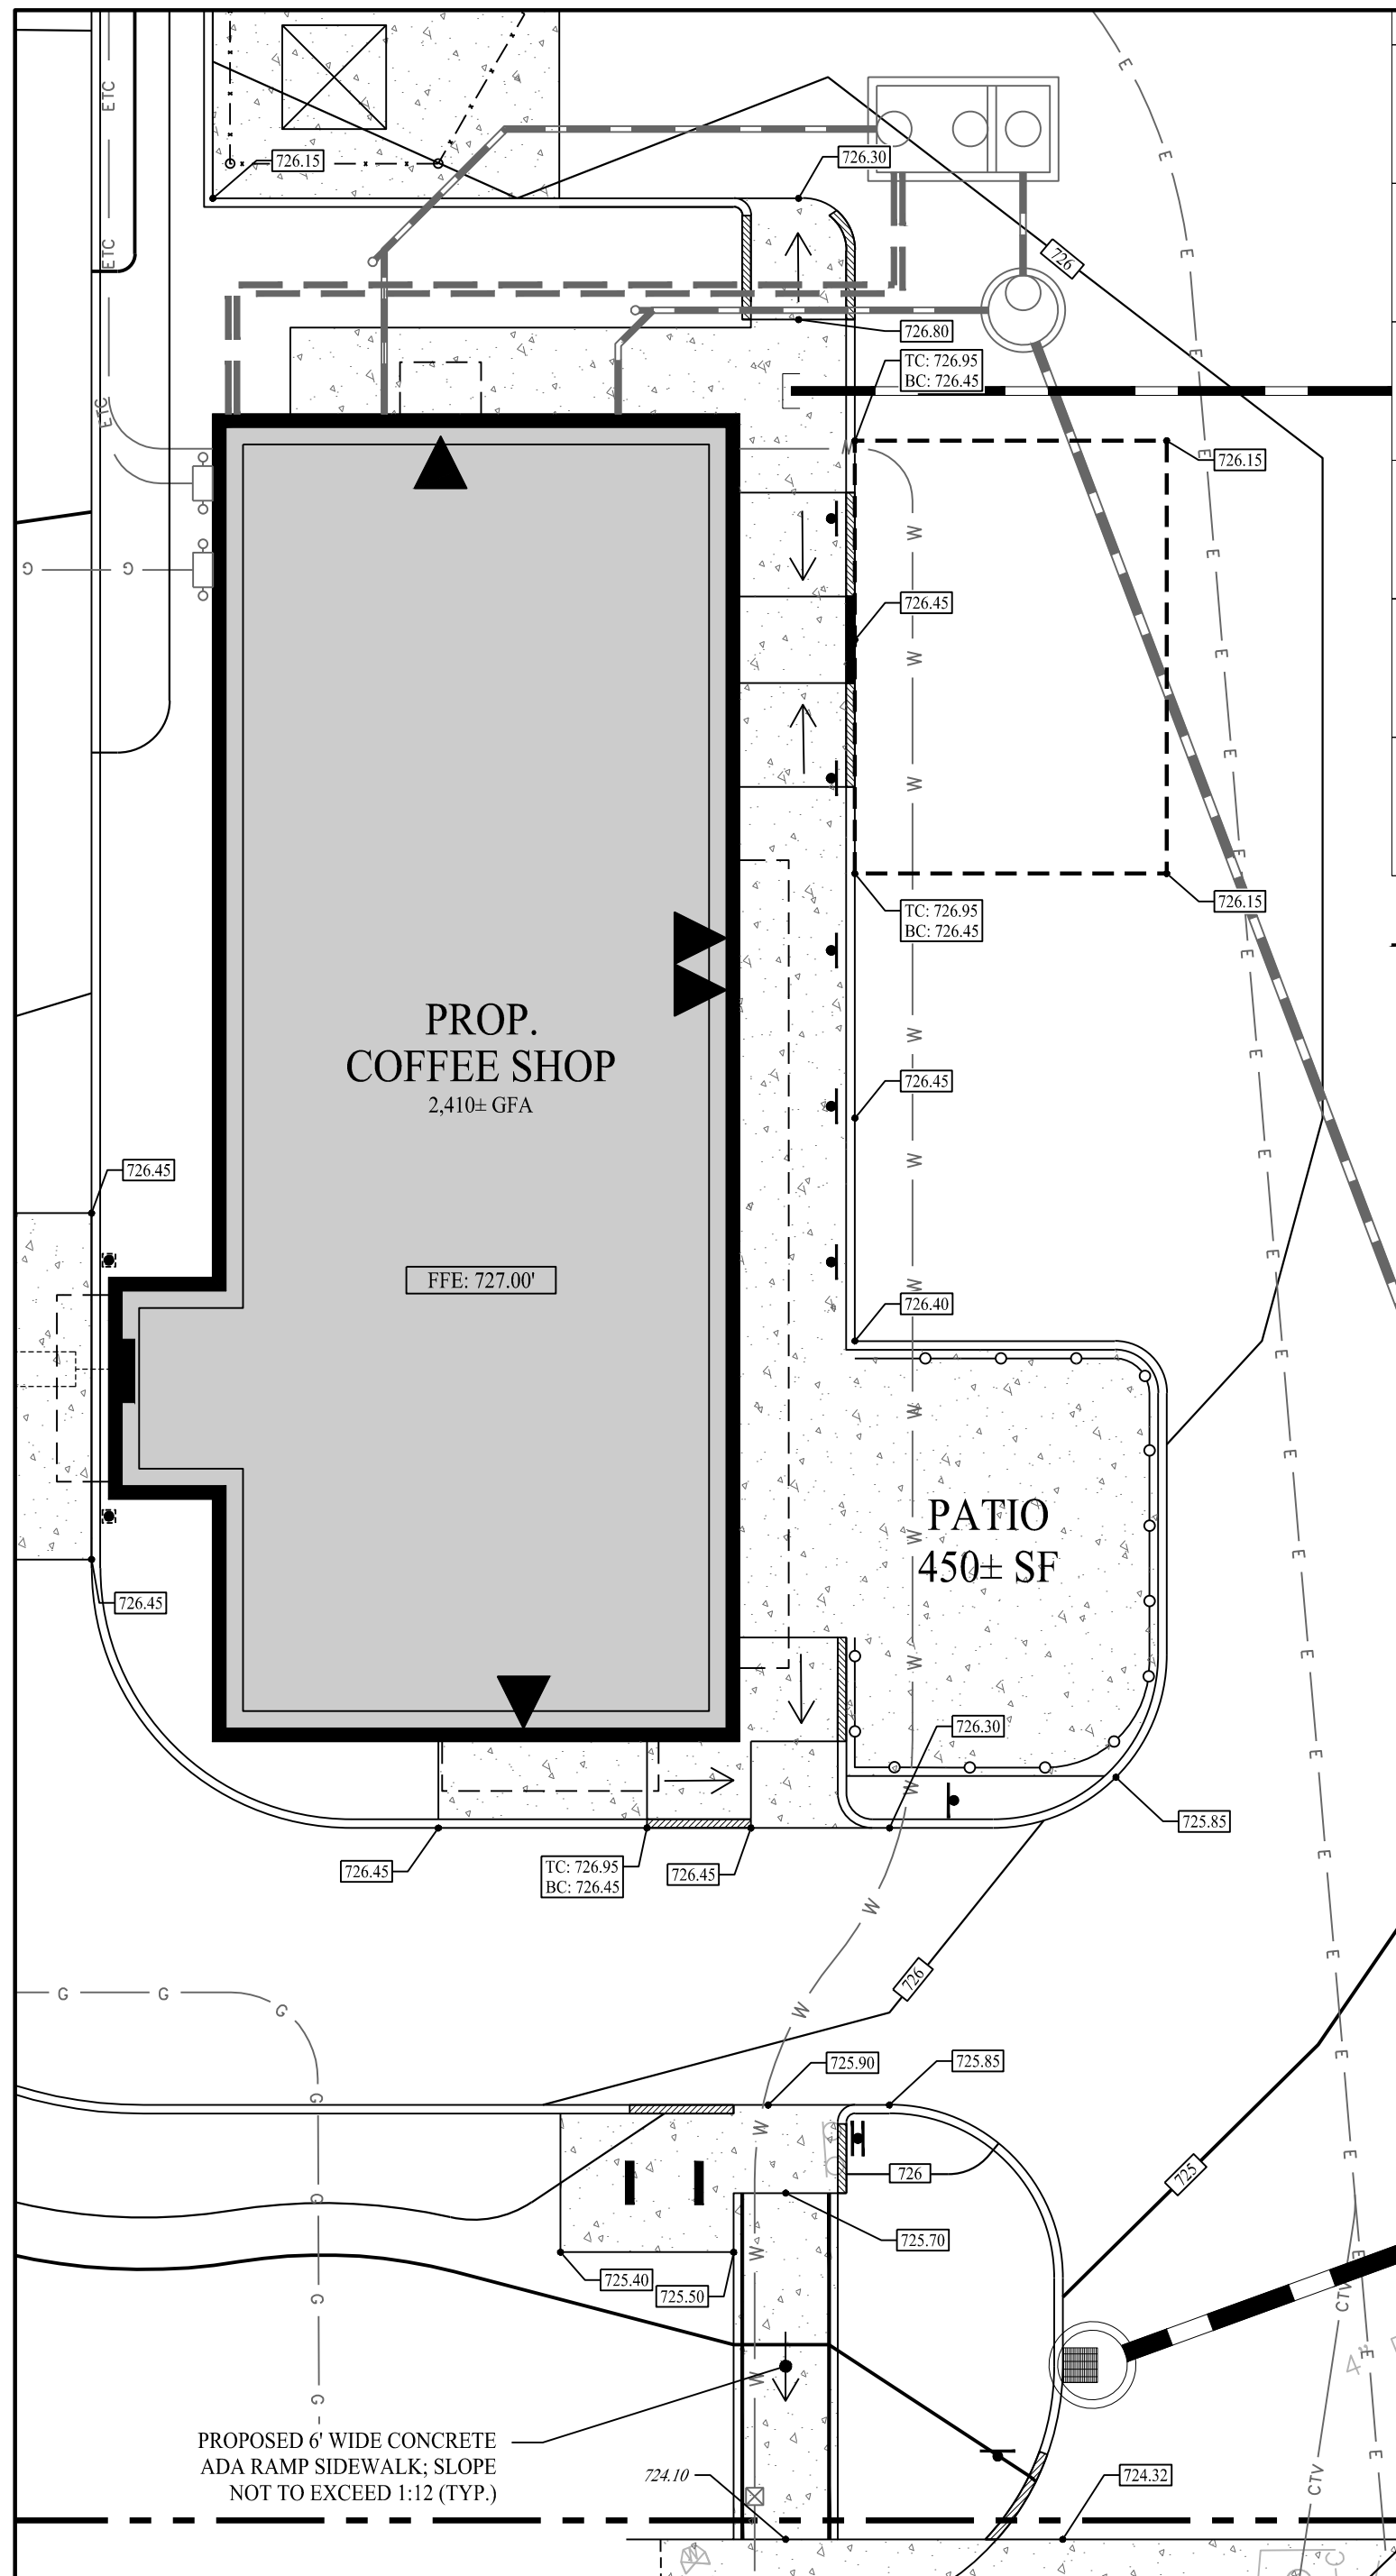 ETC
E
726.15
726.30
E
ETC
E
726
E
726.80
TC: 726.95
BC: 726.45
ETC
W
E
726.15
W
E
G
G
726.45
W
E
E
W
E
E
726.15
TC: 726.95
BC: 726.45
E
PROP.
COFFEE SHOP
2,410± GFA
W
E
726.45
E
W
726.45
E
FFE: 727.00'
W
726.40
E
E
W
E
PATIO
450± SF
W
E
726.45
E
W
726.30
E
W
725.85
E
726.45
TC: 726.95
BC: 726.45
726.45
W
E
726
G
G
G
W
E
725.90
725.85
G
W
E
726
725
G
725.70
W
E
725.40
725.50
G
CTV
E
W
4"
G
PROPOSED 6' WIDE CONCRETE
ADA RAMP SIDEWALK; SLOPE
NOT TO EXCEED 1:12 (TYP.)
724.10
724.32
CTV
E
E
W
C